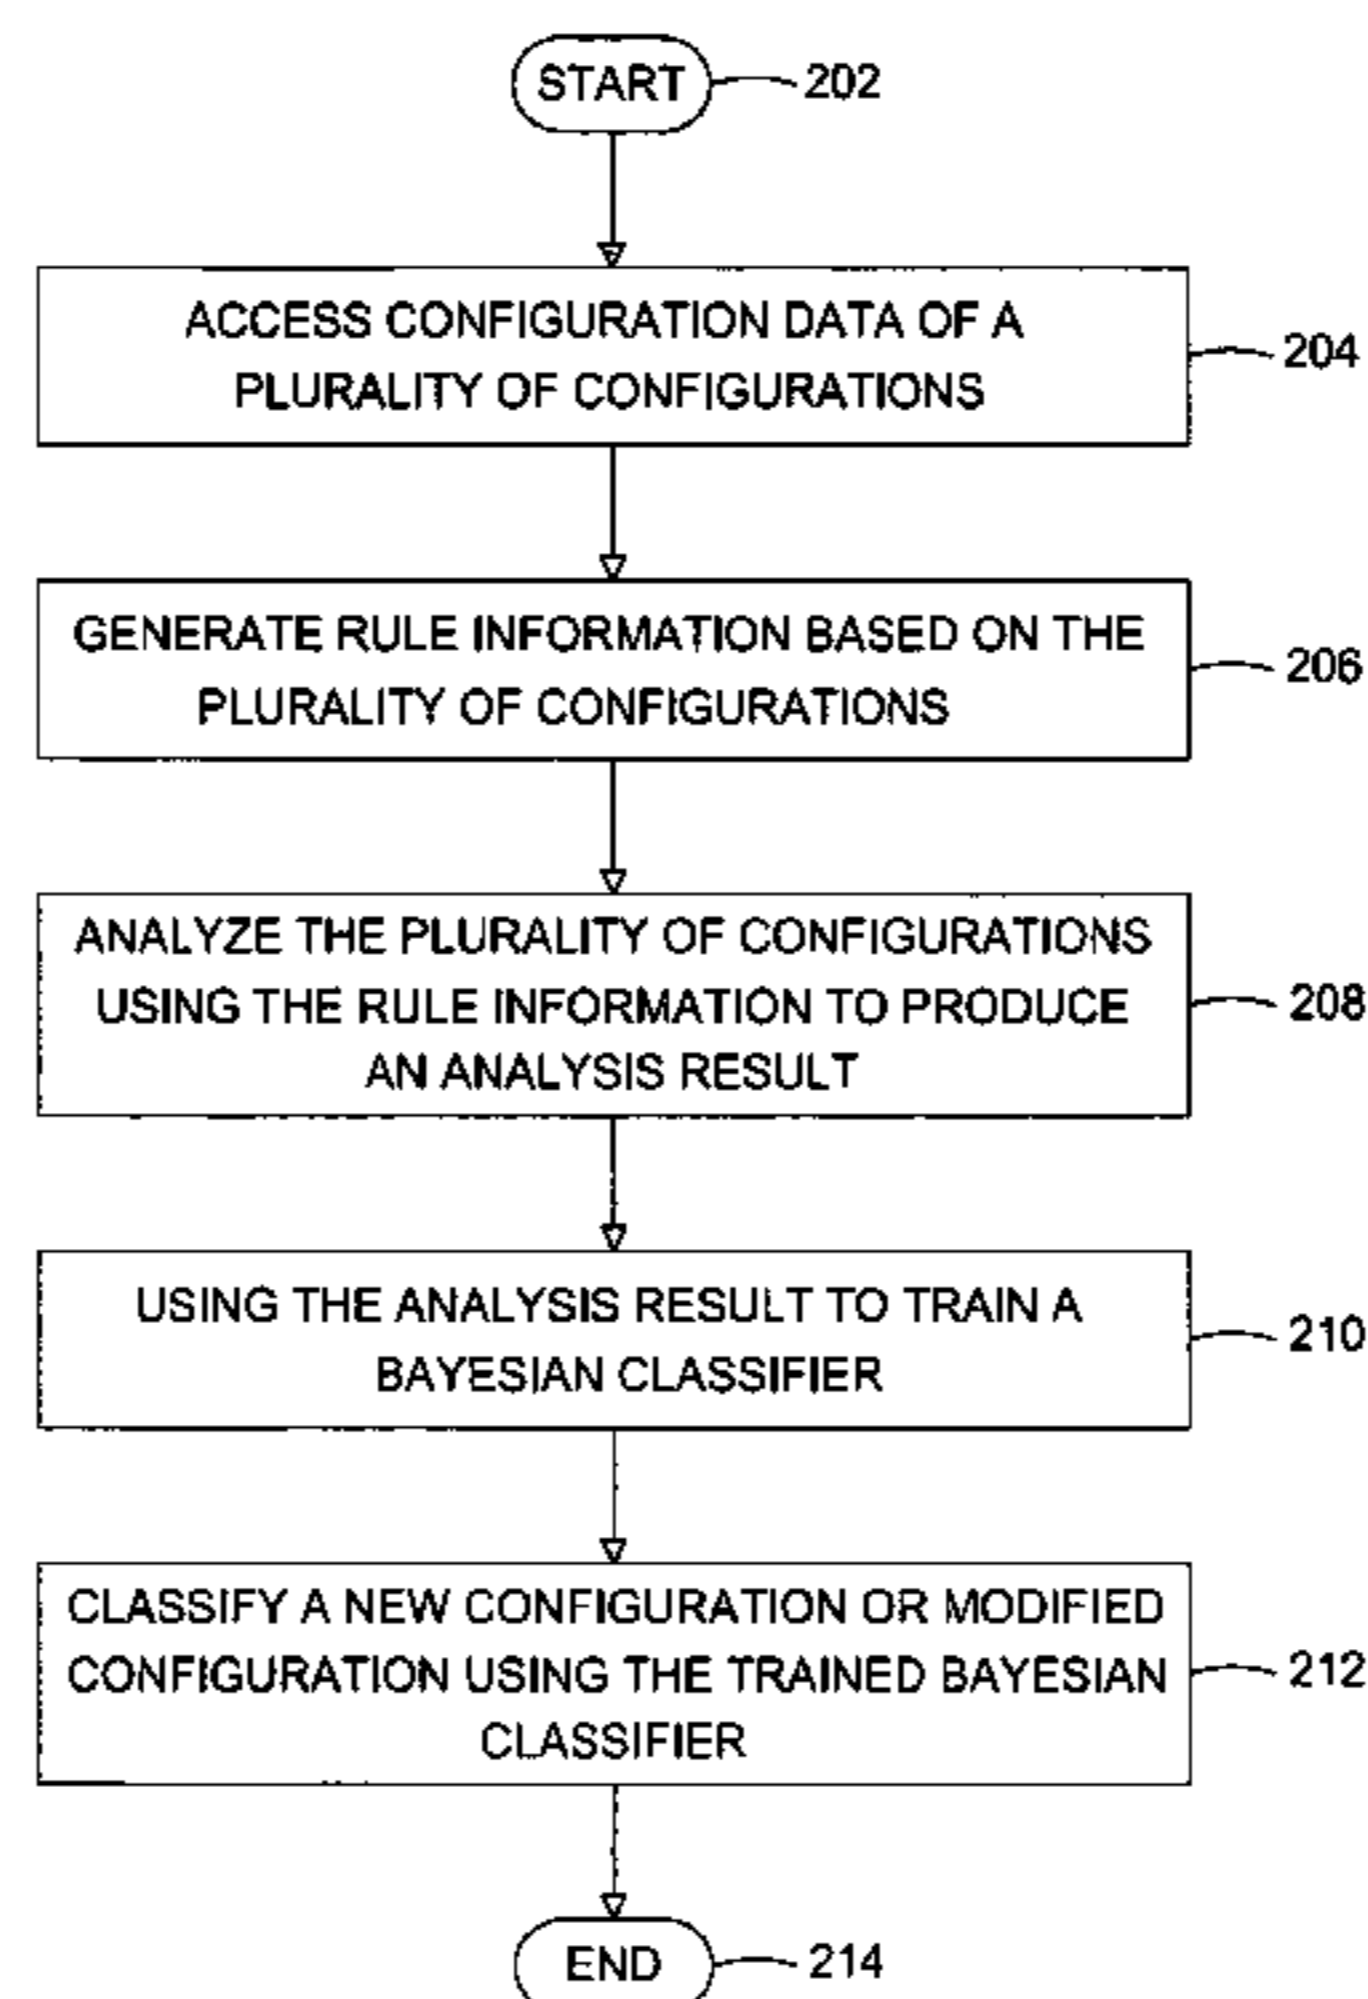 START
202
ACCESS CONFIGURATION DATA OF A
PLURALITY OF CONFIGURATIONS
204
GENERATE RULE INFORMATION BASED ON THE
PLURALITY OF CONFIGURATIONS
206
ANALYZE THE PLURALITY OF CONFIGURATIONS
USING THE RULE INFORMATION TO PRODUCE
AN ANALYSIS RESULT
208
USING THE ANALYSIS RESULT TO TRAIN A
BAYESIAN CLASSIFIER
210
CLASSIFY A NEW CONFIGURATION OR MODIFIED
CONFIGURATION USING THE TRAINED BAYESIAN
CLASSIFIER
212
END
214